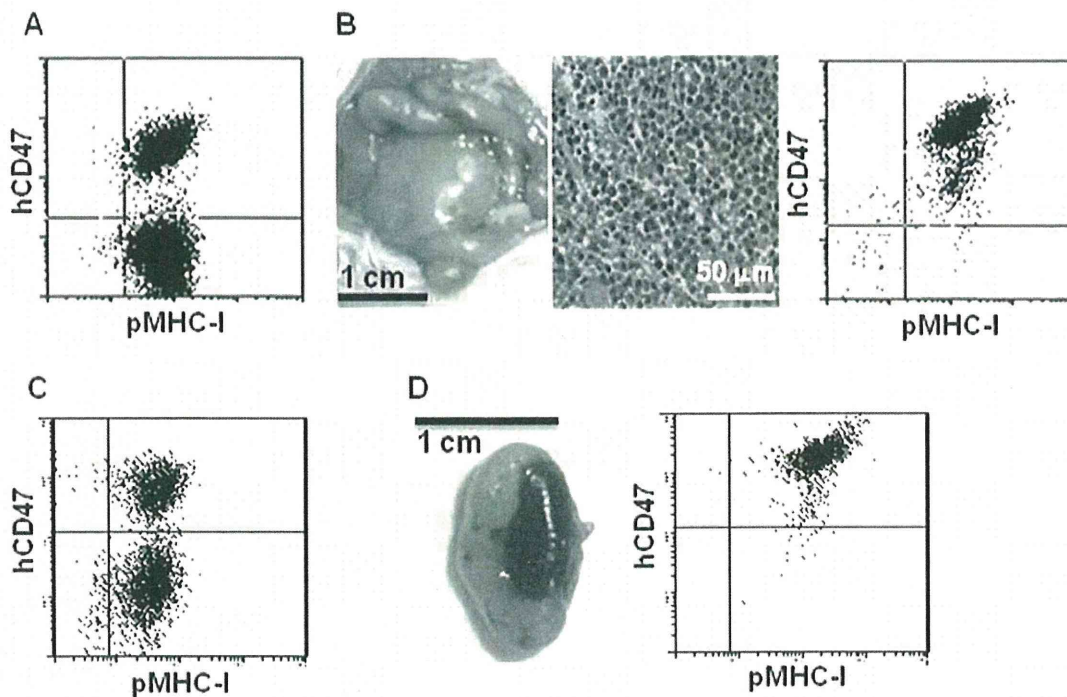 A
hCD47
pMHC-I
B
1 cm
50 µm
hCD47
pMHC-I
C
hCD47
pMHC-I
D
1 cm
hCD47
pMHC-I